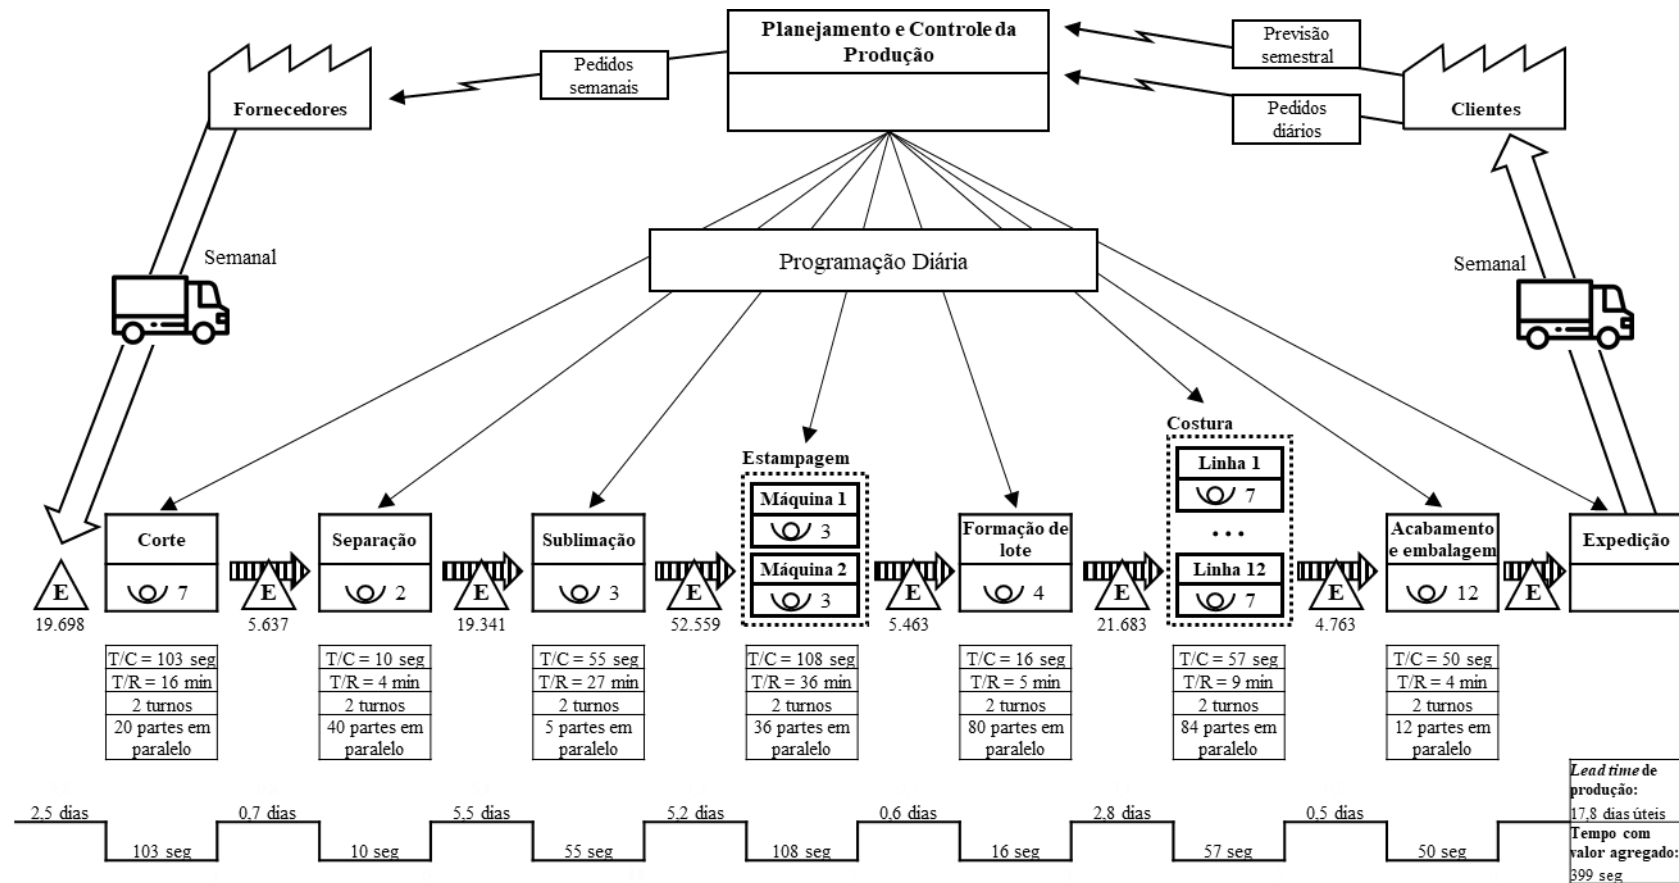 Planejamento e Controle da
Produção
Previsão
semestral
Pedidos
semanais
Fornecedores
Pedidos
diários
Clientes
Semanal
Programação Diária
Semanal
Costura
Linha 1
7
...
Linha 12
7
Estampagem
Máquina 1
3
Máquina 2
3
E
19.698
Corte
7
E
5.637
Separação
2
E
19.341
Sublimação
3
E
52.559
E
5.463
Formação de
lote
4
E
21.683
E
4.763
Acabamento
e embalagem
12
E
Expedição
T/C = 103 seg
T/R = 16 min
2 turnos
20 partes em
paralelo
T/C = 10 seg
T/R = 4 min
2 turnos
40 partes em
paralelo
T/C = 55 seg
T/R = 27 min
2 turnos
5 partes em
paralelo
T/C = 108 seg
T/R = 36 min
2 turnos
36 partes em
paralelo
T/C = 16 seg
T/R = 5 min
2 turnos
80 partes em
paralelo
T/C = 57 seg
T/R = 9 min
2 turnos
84 partes em
paralelo
T/C = 50 seg
T/R = 4 min
2 turnos
12 partes em
paralelo
2,5 dias
103 seg
0,7 dias
10 seg
5,5 dias
55 seg
5,2 dias
108 seg
0,6 dias
16 seg
2,8 dias
57 seg
0,5 dias
50 seg
Lead time de
produção:
17,8 dias úteis
Tempo com
valor agregado:
399 seg